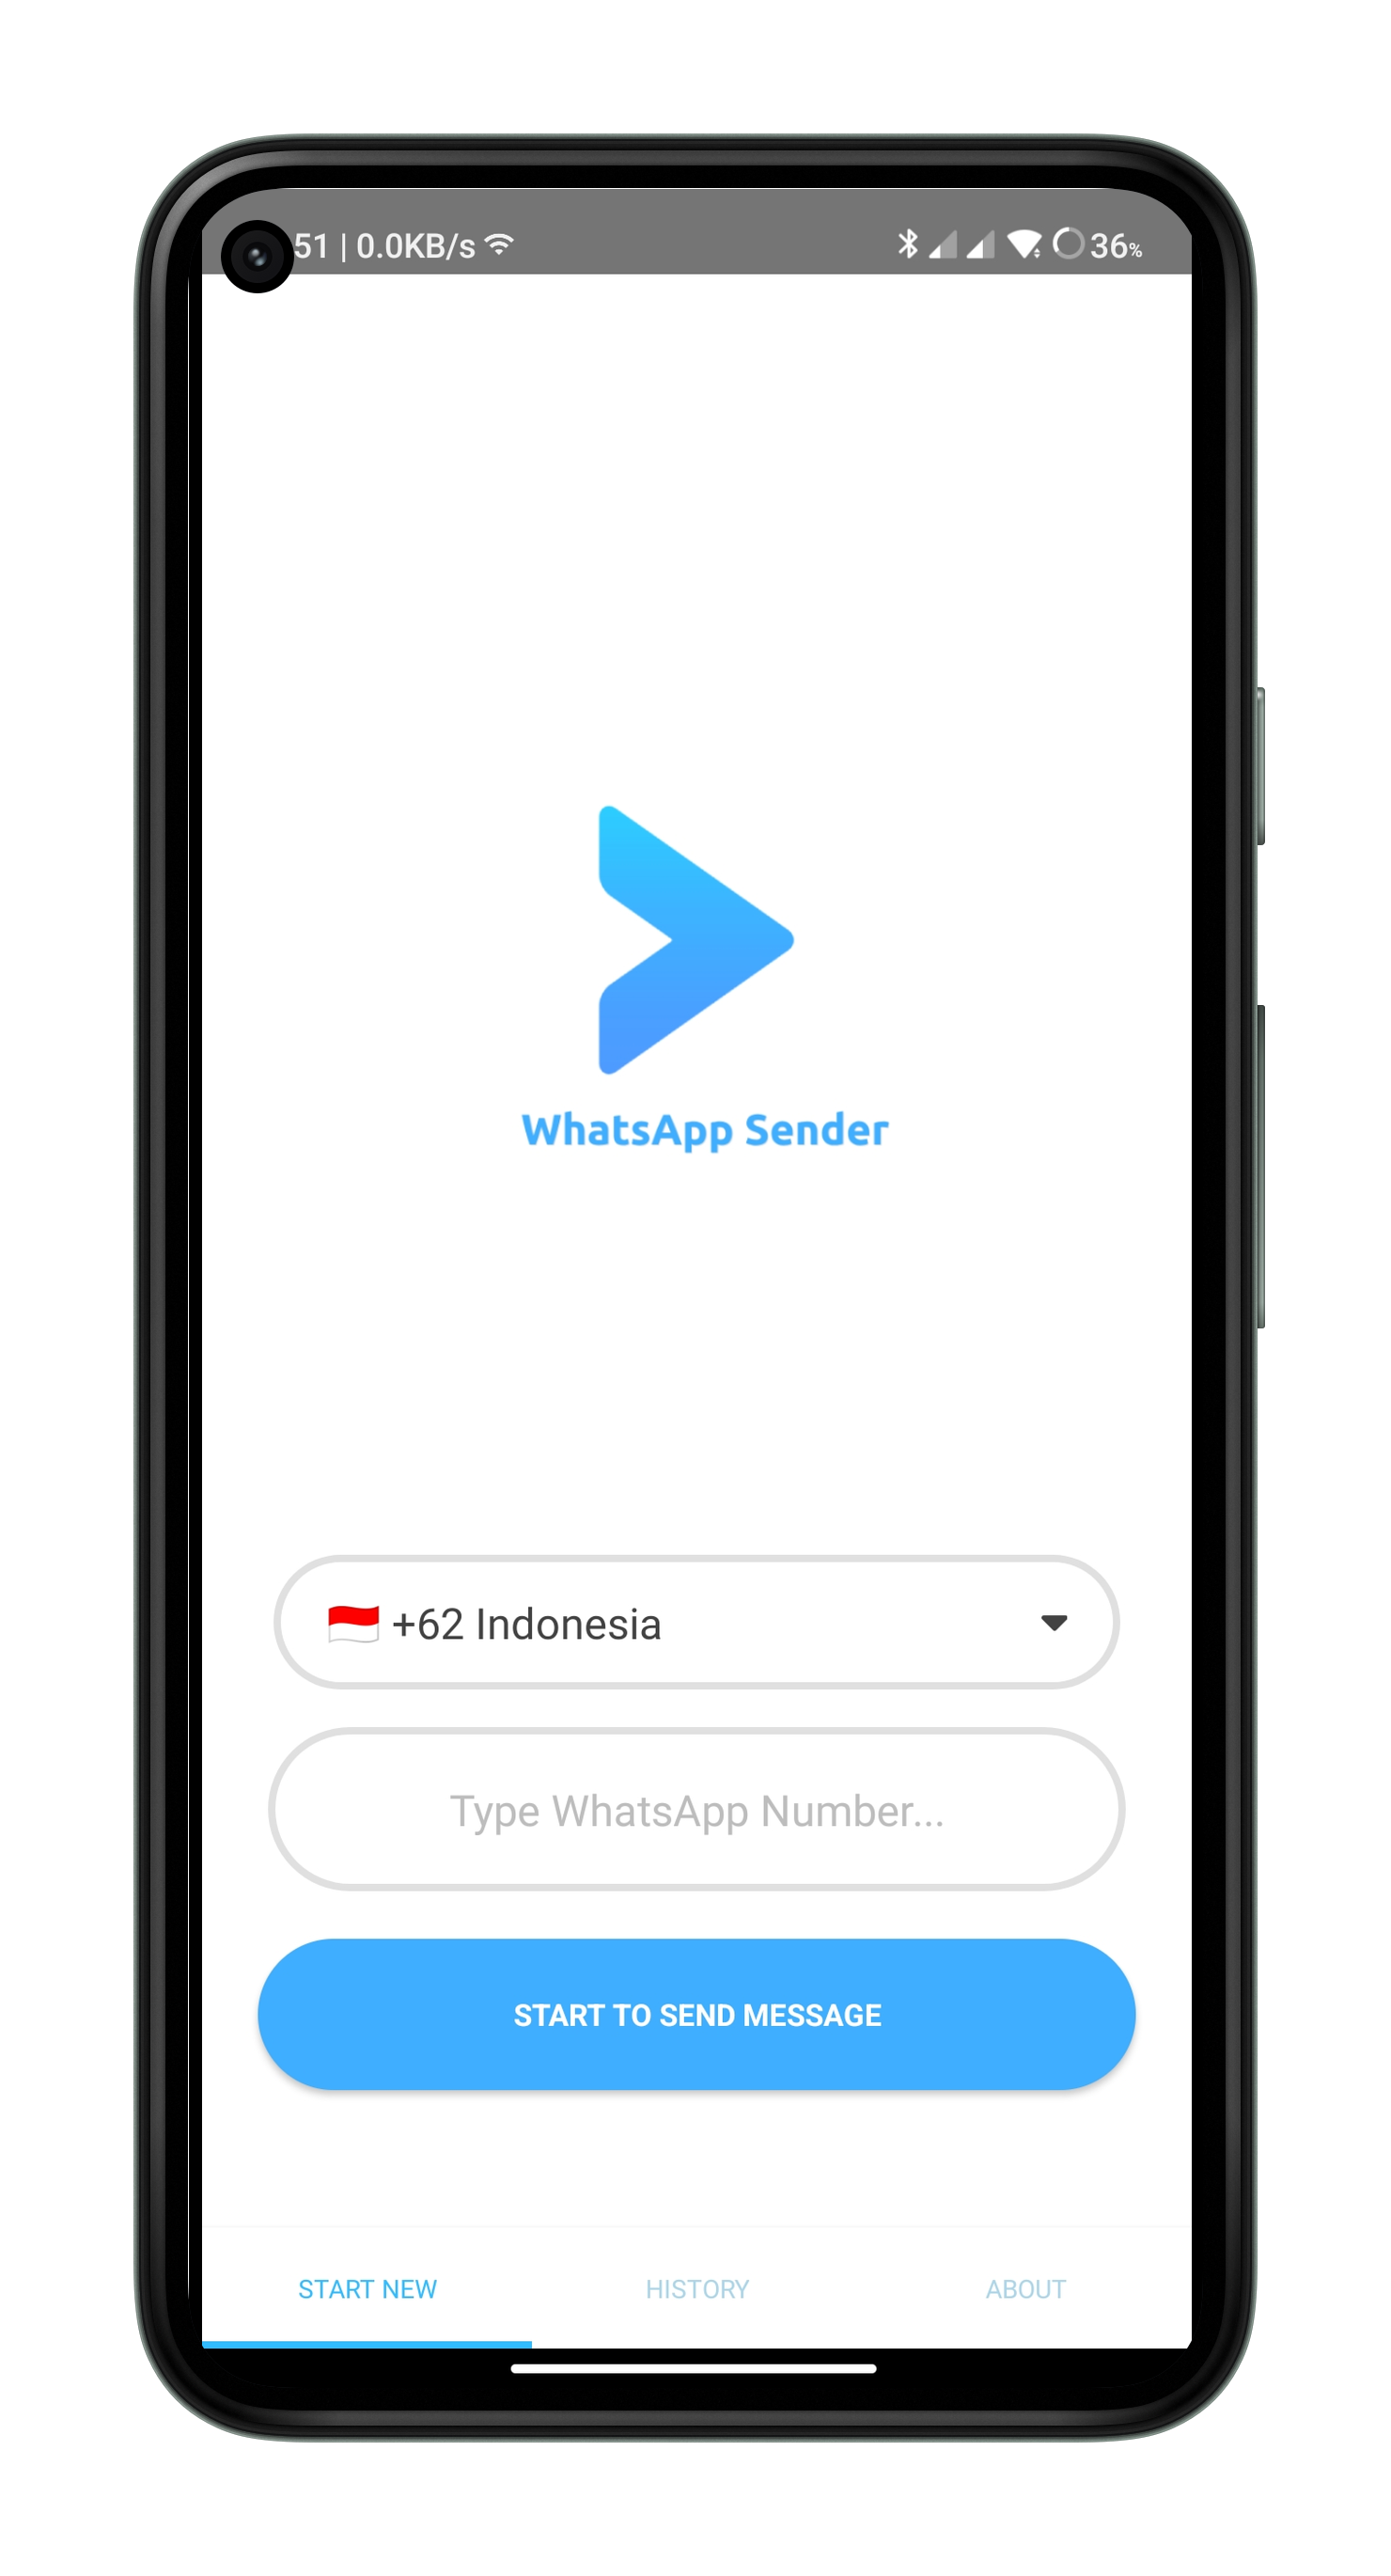 51 | 0.0KB/s 36%
WhatsApp Sender
+62 Indonesia
Type WhatsApp Number...
START TO SEND MESSAGE
START NEW HISTORY ABOUT